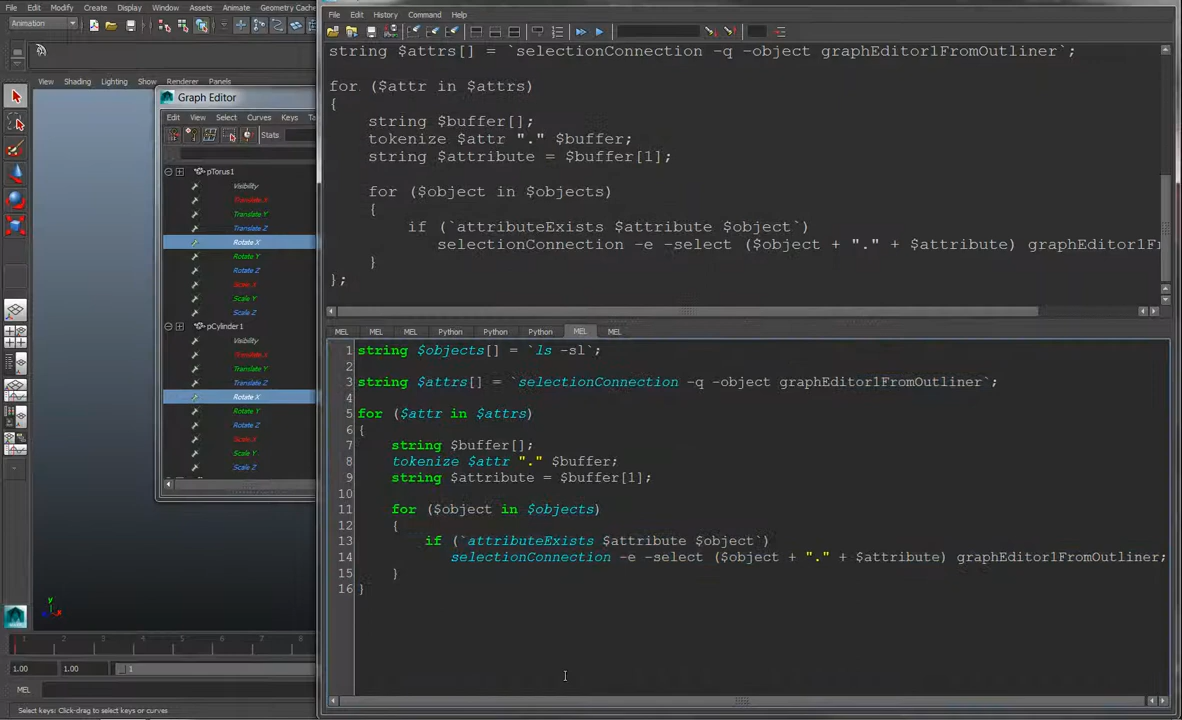 File Edit Modify Create Display Window Assets Animate Geometry Cache
Animation
View Shading Lighting Show Renderer Panels
Graph Editor
Edit View Select Curves Keys
Stats
pTorus1
Visibility
Translate X
Translate Y
Translate Z
Rotate X
Rotate Y
Rotate Z
Scale X
Scale Y
Scale Z
pCylinder1
Visibility
Translate X
Translate Y
Translate Z
Rotate X
Rotate Y
Rotate Z
Scale X
Scale Y
Scale Z
1 2 3 4 5 6 7 8
1.00 1.00 1
MEL
Select keys: Click-drag to select keys or curves
File Edit History Command Help
string $attrs[] = `selectionConnection -q -object graphEditor1FromOutliner`;
for ($attr in $attrs)
{
string $buffer[];
tokenize $attr "." $buffer;
string $attribute = $buffer[1];
for ($object in $objects)
{
if (`attributeExists $attribute $object`)
selectionConnection -e -select ($object + "." + $attribute) graphEditor1Fr
}
};
MEL MEL MEL Python Python Python MEL MEL
1 string $objects[] = `ls -sl`;
2
3 string $attrs[] = `selectionConnection -q -object graphEditor1FromOutliner`;
4
5 for ($attr in $attrs)
6 {
7 string $buffer[];
8 tokenize $attr "." $buffer;
9 string $attribute = $buffer[1];
10
11 for ($object in $objects)
12 {
13 if (`attributeExists $attribute $object`)
14 selectionConnection -e -select ($object + "." + $attribute) graphEditor1FromOutliner;
15 }
16 }